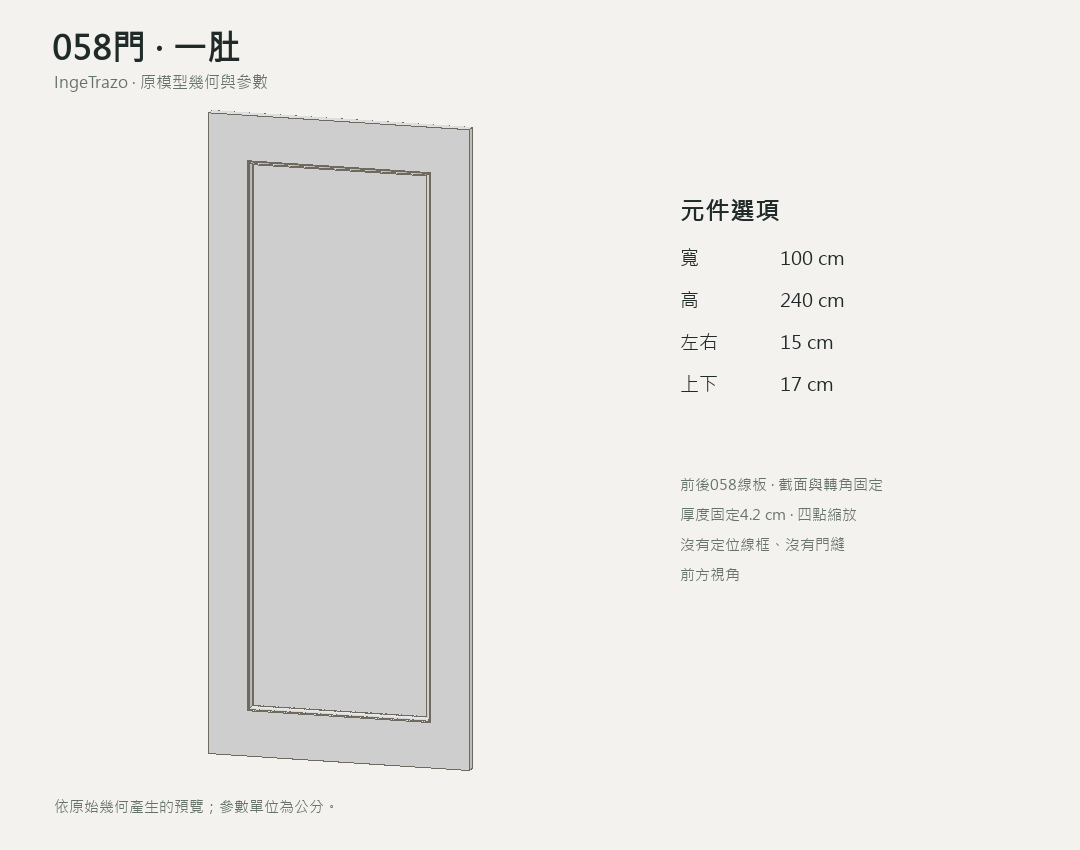 058門 · 一肚
IngeTrazo · 原模型幾何與參數
元件選項
寬 100 cm
高 240 cm
左右 15 cm
上下 17 cm
前後058線板 · 截面與轉角固定
厚度固定4.2 cm · 四點縮放
沒有定位線框、沒有門縫
前方視角
依原始幾何產生的預覽；參數單位為公分。